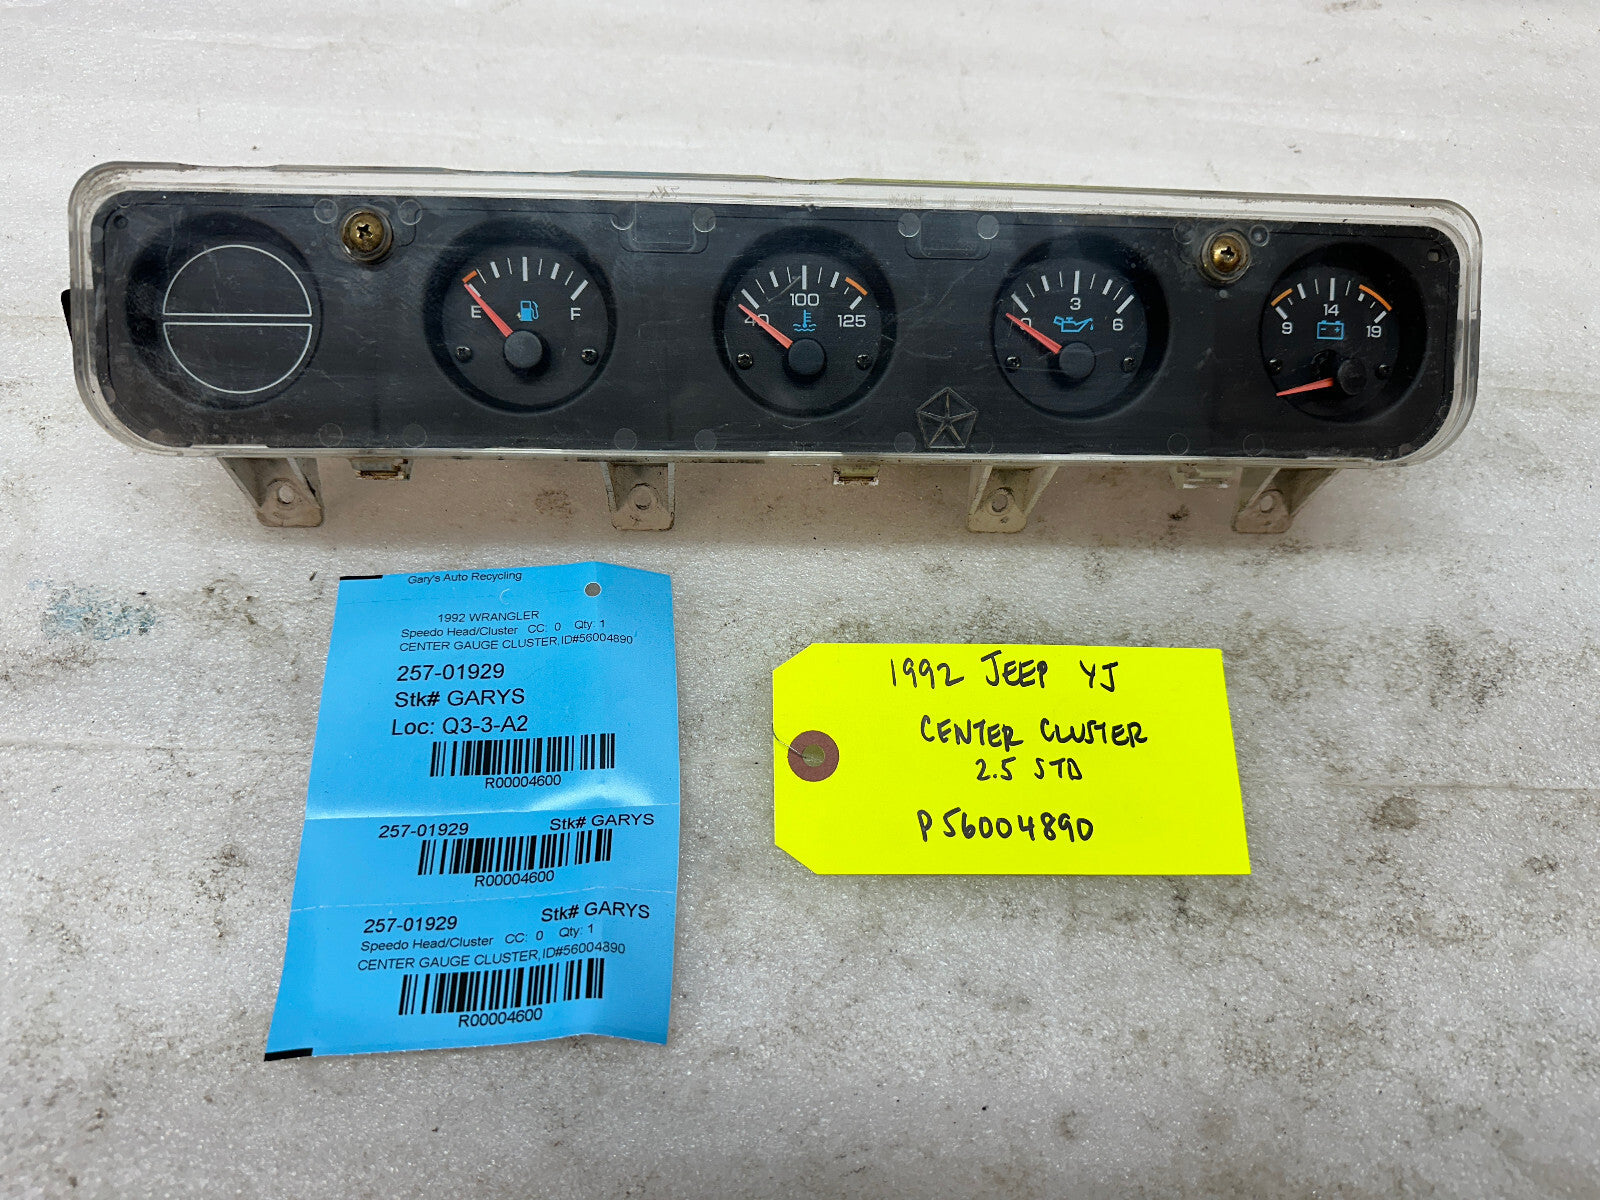 MADE IN JAPAN
E F
100
40 125
3
0 6
14
9 19
Gary's Auto Recycling
1992 WRANGLER
Speedo Head/Cluster CC: 0 Qty: 1
CENTER GAUGE CLUSTER,ID#56004890
257-01929
Stk# GARYS
Loc: Q3-3-A2
R00004600
257-01929 Stk# GARYS
R00004600
257-01929 Stk# GARYS
Speedo Head/Cluster CC: 0 Qty: 1
CENTER GAUGE CLUSTER,ID#56004890
R00004600
1992 JEEP YJ
CENTER CLUSTER
2.5 STD
P56004890